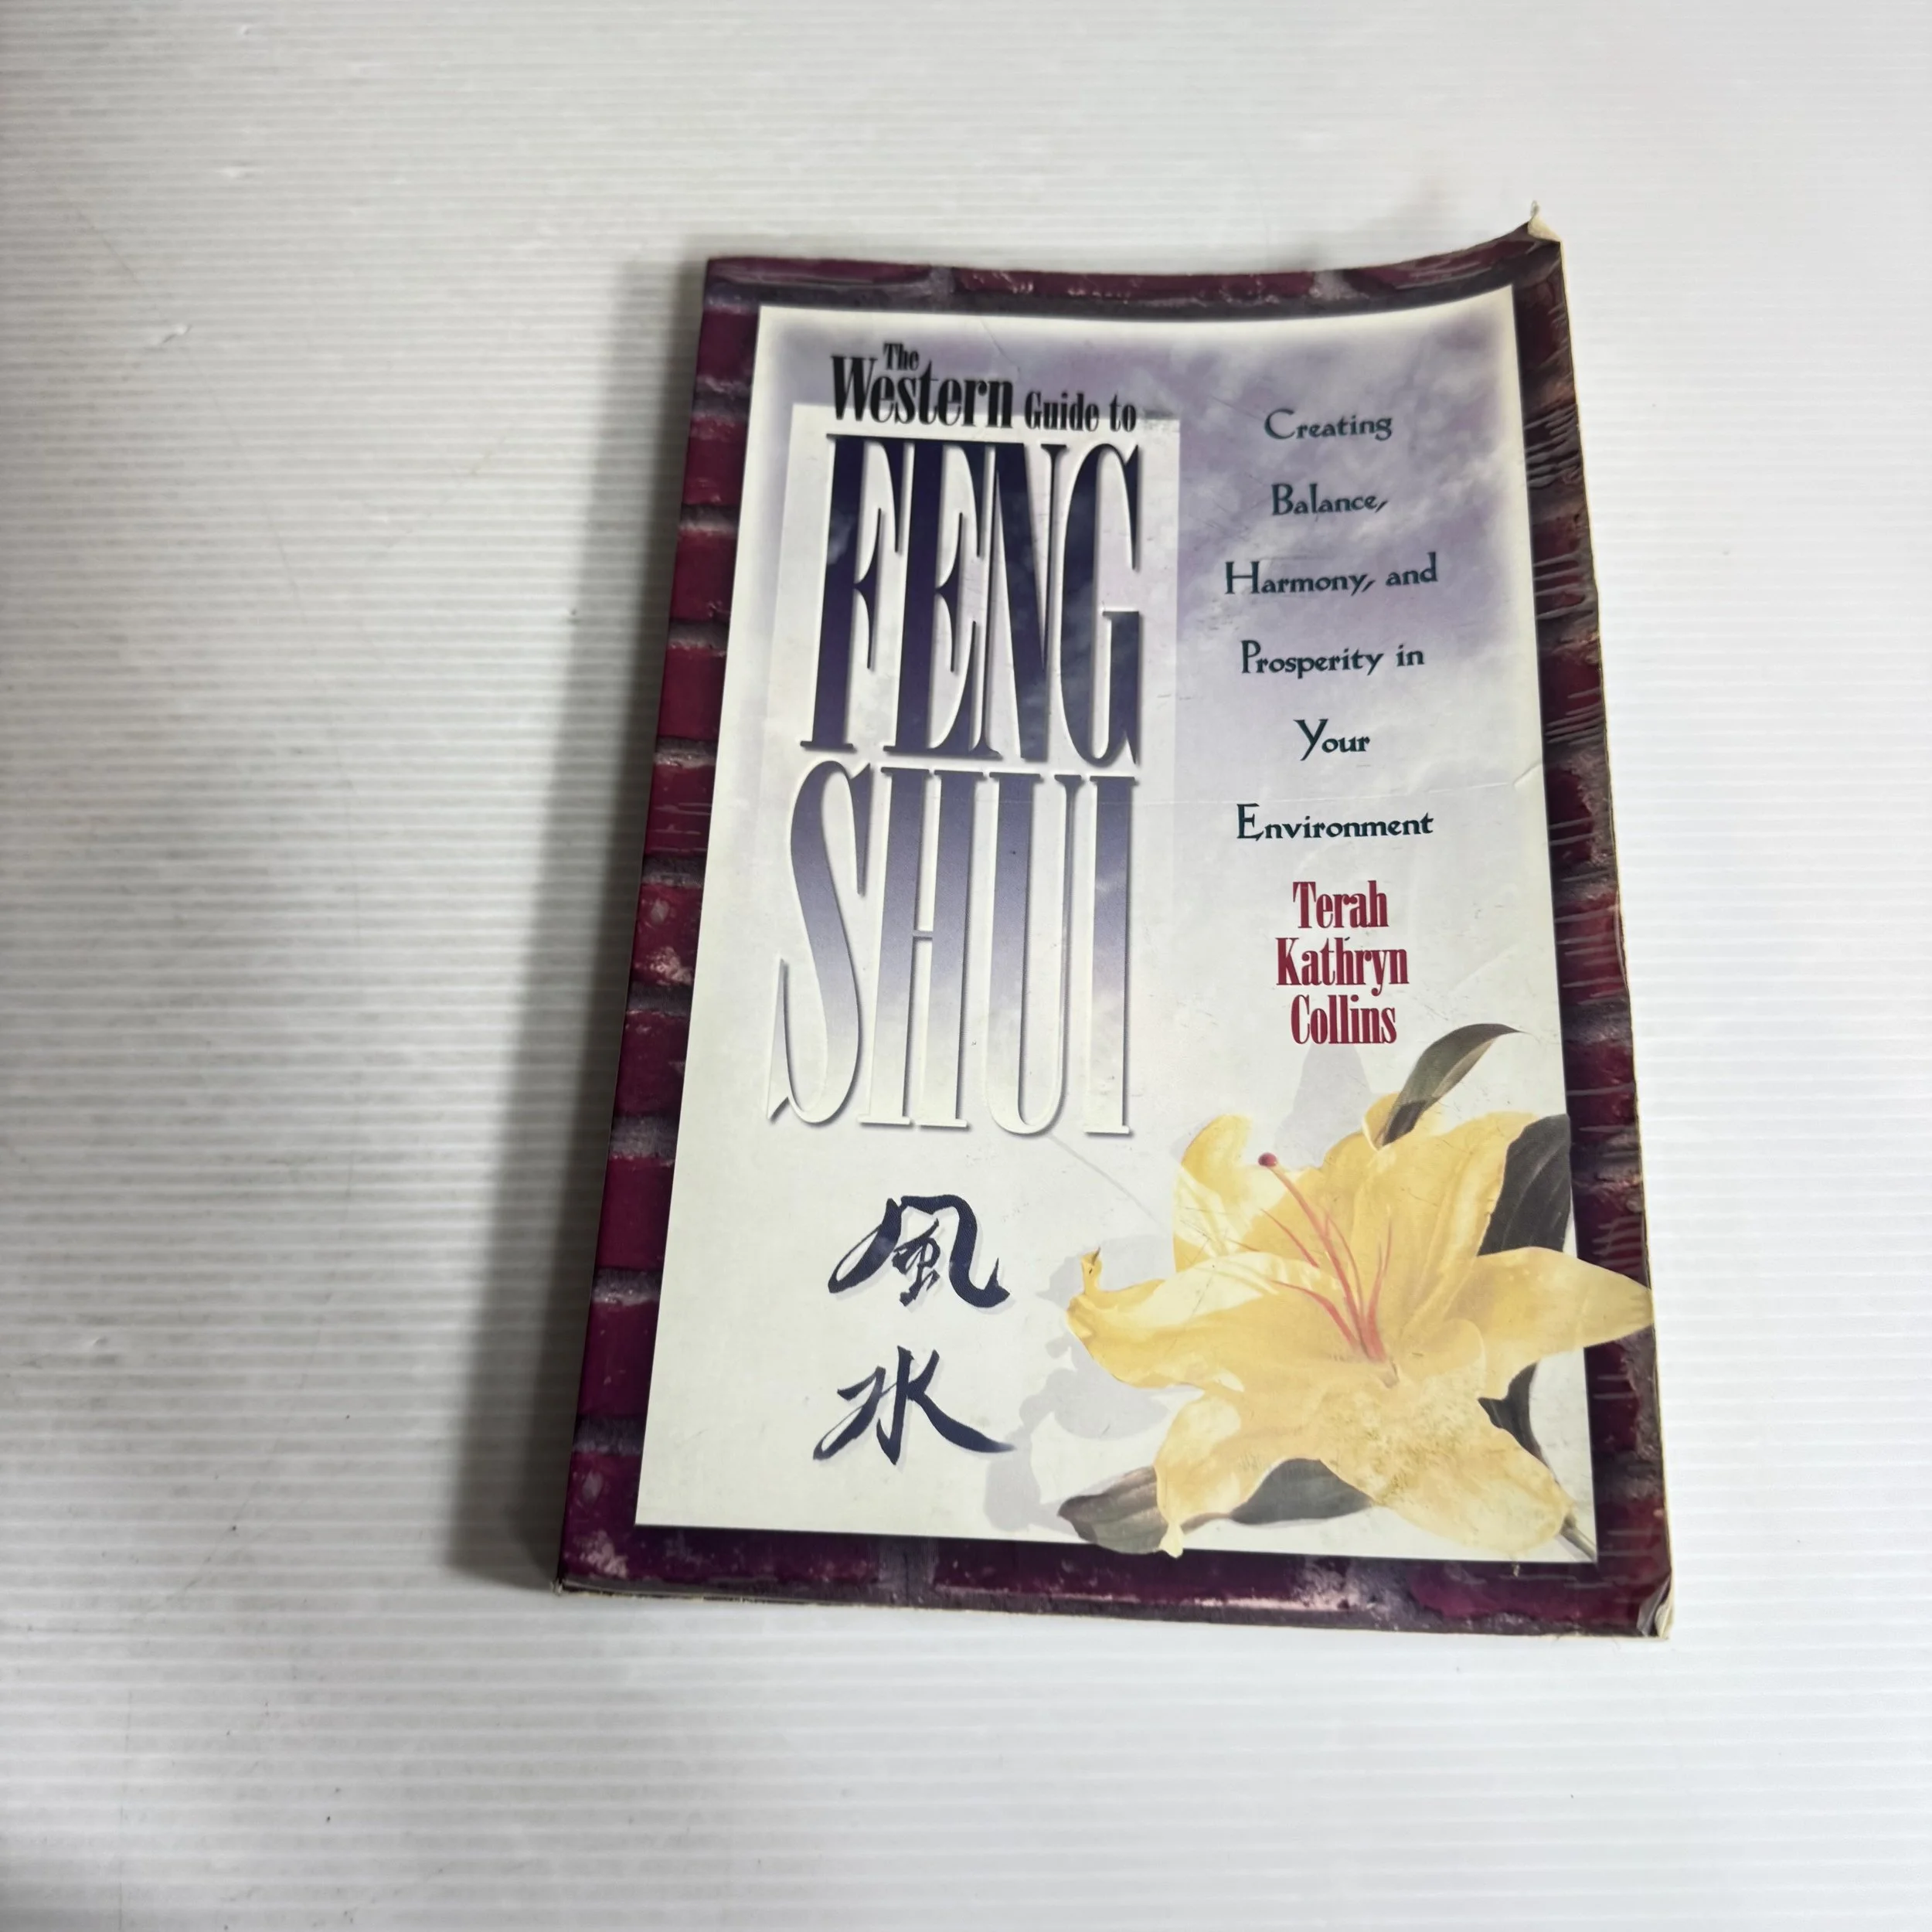 The
Western Guide to
FENG
SHUI
風
水
Creating
Balance,
Harmony, and
Prosperity in
Your
Environment
Terah
Kathryn
Collins